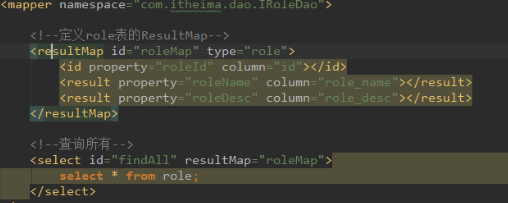 <mapper namespace="com.itheima.dao.IRoleDao">
<!--定义role表的ResultMap-->
<resultMap id="roleMap" type="role">
<id property="roleId" column="id"></id>
<result property="roleName" column="role_name"></result>
<result property="roleDesc" column="role_desc"></result>
</resultMap>
<!--查询所有-->
<select id="findAll" resultMap="roleMap">
select * from role;
</select>